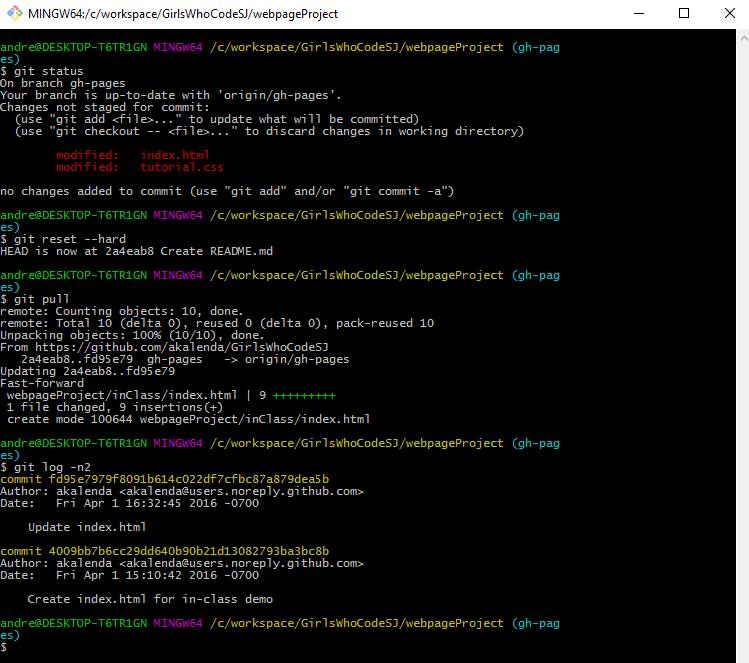 MINGW64:/c/workspace/GirlsWhoCodeSJ/webpageProject
andre@DESKTOP-T6TR1GN MINGW64 /c/workspace/GirlsWhoCodeSJ/webpageProject (gh-pag
es)
$ git status
On branch gh-pages
Your branch is up-to-date with 'origin/gh-pages'.
Changes not staged for commit:
  (use "git add <file>..." to update what will be committed)
  (use "git checkout -- <file>..." to discard changes in working directory)
        modified:   index.html
        modified:   tutorial.css
no changes added to commit (use "git add" and/or "git commit -a")
andre@DESKTOP-T6TR1GN MINGW64 /c/workspace/GirlsWhoCodeSJ/webpageProject (gh-pag
es)
$ git reset --hard
HEAD is now at 2a4eab8 Create README.md
andre@DESKTOP-T6TR1GN MINGW64 /c/workspace/GirlsWhoCodeSJ/webpageProject (gh-pag
es)
$ git pull
remote: Counting objects: 10, done.
remote: Total 10 (delta 0), reused 0 (delta 0), pack-reused 10
Unpacking objects: 100% (10/10), done.
From https://github.com/akalenda/GirlsWhoCodeSJ
   2a4eab8..fd95e79  gh-pages   -> origin/gh-pages
Updating 2a4eab8..fd95e79
Fast-forward
 webpageProject/inClass/index.html | 9 +++++++++
 1 file changed, 9 insertions(+)
 create mode 100644 webpageProject/inClass/index.html
andre@DESKTOP-T6TR1GN MINGW64 /c/workspace/GirlsWhoCodeSJ/webpageProject (gh-pag
es)
$ git log -n2
commit fd95e7979f8091b614c022df7cfbc87a879dea5b
Author: akalenda <akalenda@users.noreply.github.com>
Date:   Fri Apr 1 16:32:45 2016 -0700
    Update index.html
commit 4009bb7b6cc29dd640b90b21d13082793ba3bc8b
Author: akalenda <akalenda@users.noreply.github.com>
Date:   Fri Apr 1 15:10:42 2016 -0700
    Create index.html for in-class demo
andre@DESKTOP-T6TR1GN MINGW64 /c/workspace/GirlsWhoCodeSJ/webpageProject (gh-pag
es)
$